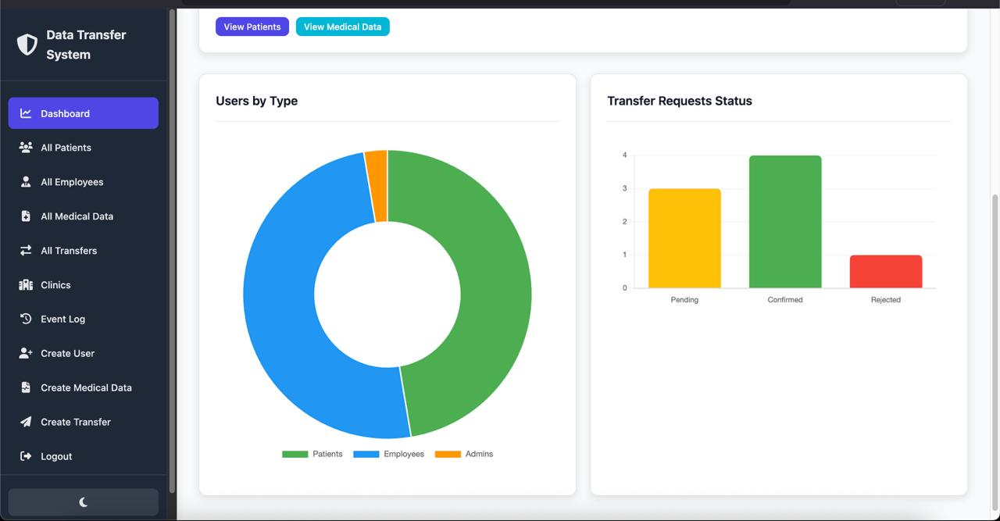 Data Transfer
System
Dashboard
All Patients
All Employees
All Medical Data
All Transfers
Clinics
Event Log
Create User
Create Medical Data
Create Transfer
Logout
View Patients
View Medical Data
Users by Type
Patients
Employees
Admins
Transfer Requests Status
4
3
2
1
0
Pending
Confirmed
Rejected